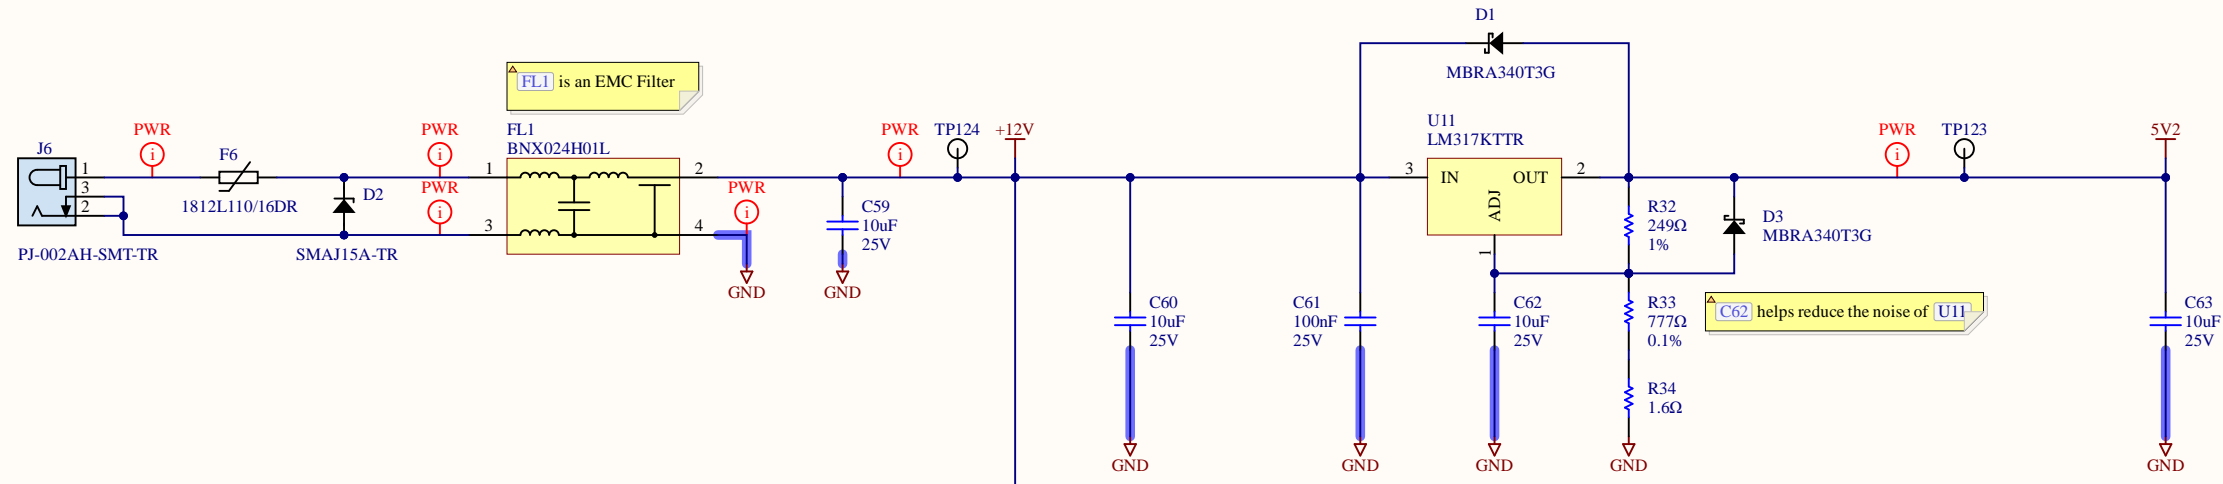 D1
MBRA340T3G
FL1 is an EMC Filter
J6
PWR
F6
1812L110/16DR
PWR
PWR
D2
SMAJ15A-TR
1
3
2
PJ-002AH-SMT-TR
FL1
BNX024H01L
1
2
3
4
PWR
GND
C59
10uF
25V
GND
PWR
TP124
+12V
C60
10uF
25V
GND
C61
100nF
25V
GND
U11
LM317KTTR
3
IN
OUT
2
ADJ
1
C62
10uF
25V
GND
R32
249Ω
1%
R33
777Ω
0.1%
R34
1.6Ω
GND
D3
MBRA340T3G
C62 helps reduce the noise of U11
PWR
TP123
5V2
C63
10uF
25V
GND